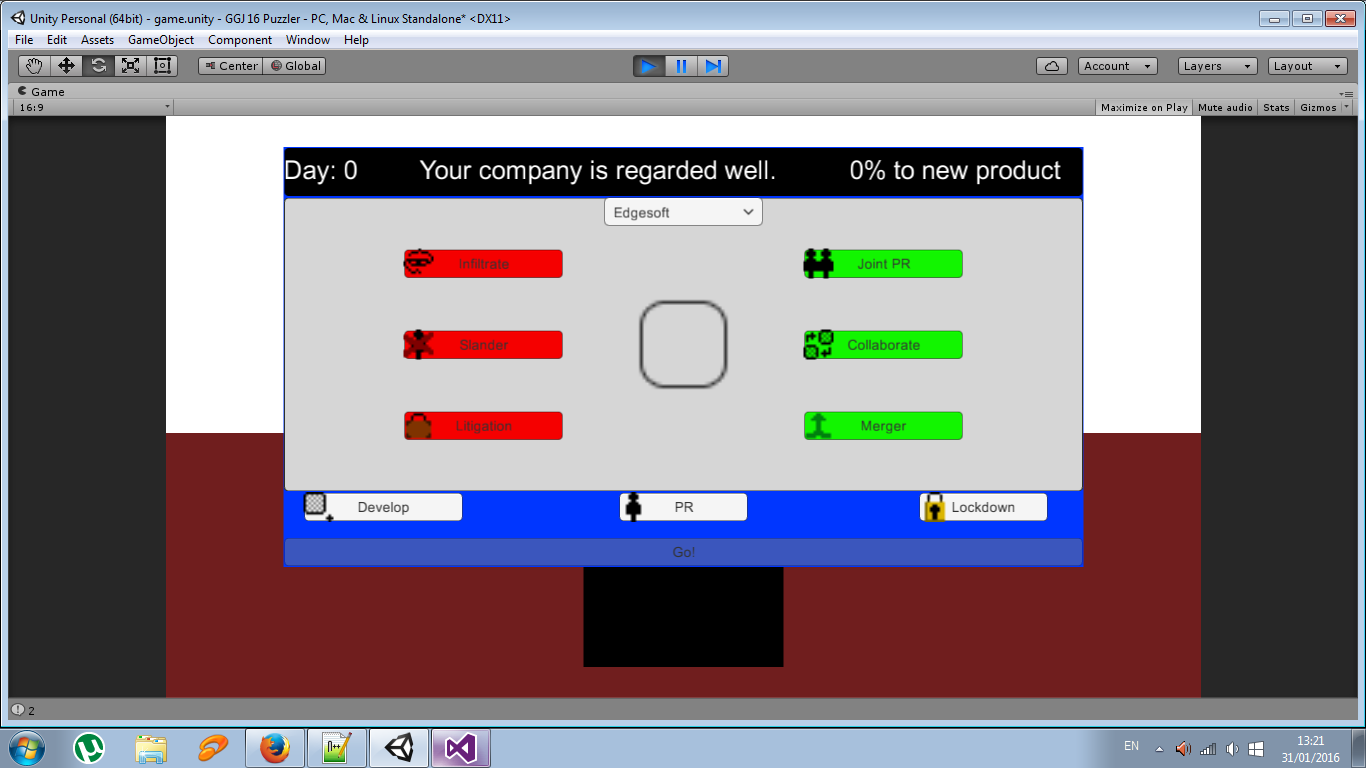 Unity Personal (64bit) - game.unity - GGJ 16 Puzzler - PC, Mac & Linux Standalone* <DX11>
File Edit Assets GameObject Component Window Help
Center Global Account Layers Layout
Game
16:9 Maximize on Play Mute audio Stats Gizmos
Day: 0 Your company is regarded well. 0% to new product
Edgesoft
Infiltrate Joint PR
Slander Collaborate
Litigation Merger
Develop PR Lockdown
Go!
2
EN 13:21
31/01/2016